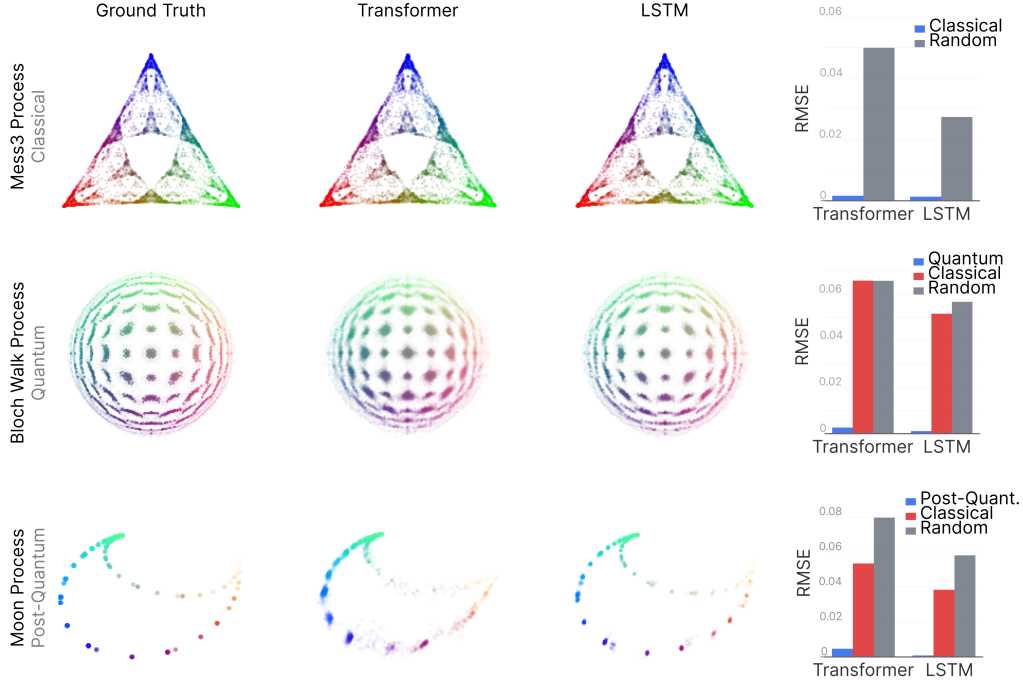 Ground Truth
Transformer
LSTM
Mess3 Process
Classical
RMSE
0.06
0.04
0.02
0
Classical
Random
Transformer
LSTM
Bloch Walk Process
Quantum
RMSE
0.06
0.04
0.02
0
Quantum
Classical
Random
Transformer
LSTM
Moon Process
Post-Quantum
RMSE
0.08
0.06
0.04
0.02
0
Post-Quant.
Classical
Random
Transformer
LSTM